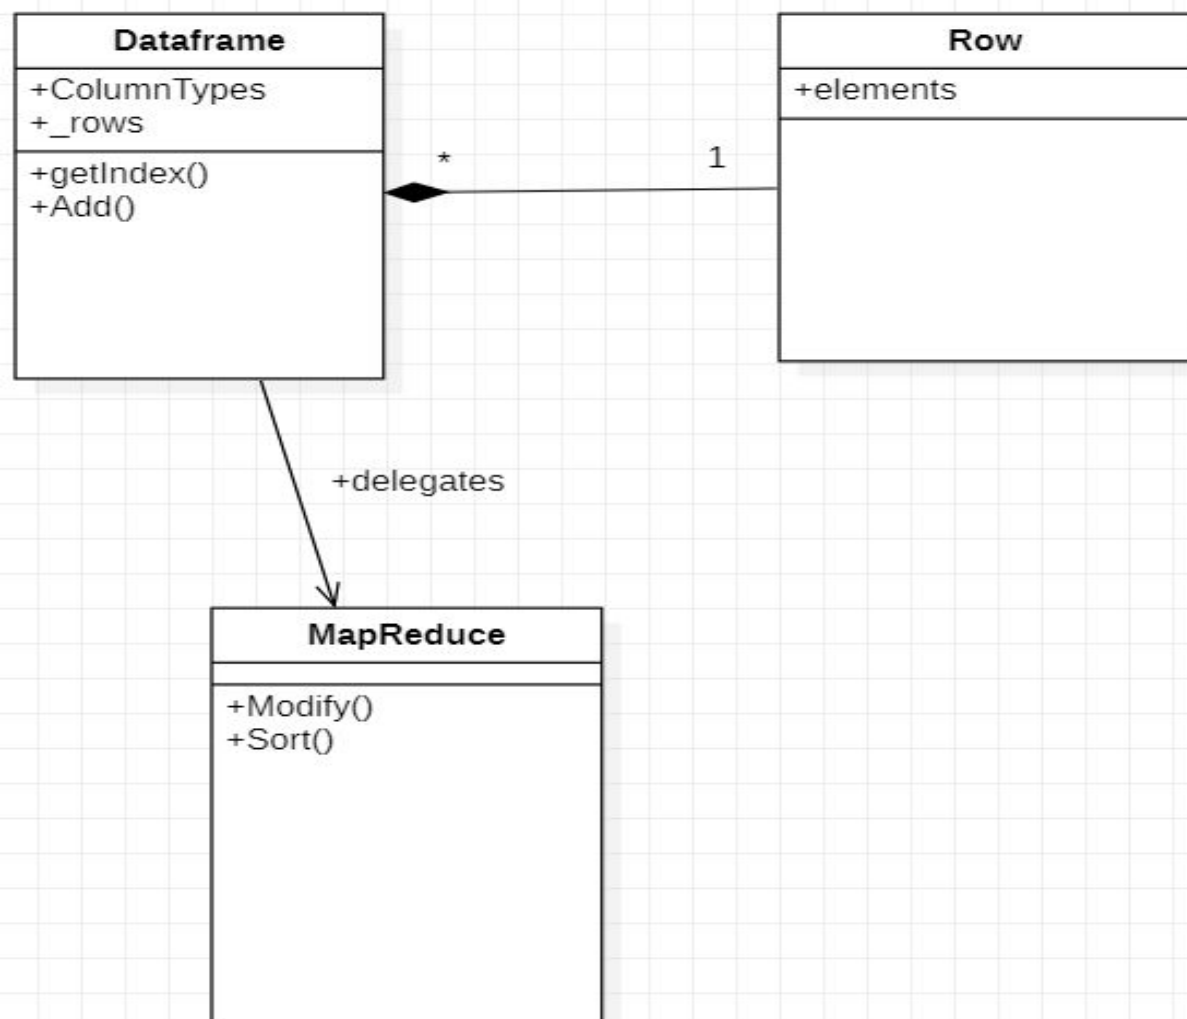 Dataframe
+ColumnTypes
+_rows
+getIndex()
+Add()
*
1
Row
+elements
+delegates
MapReduce
+Modify()
+Sort()